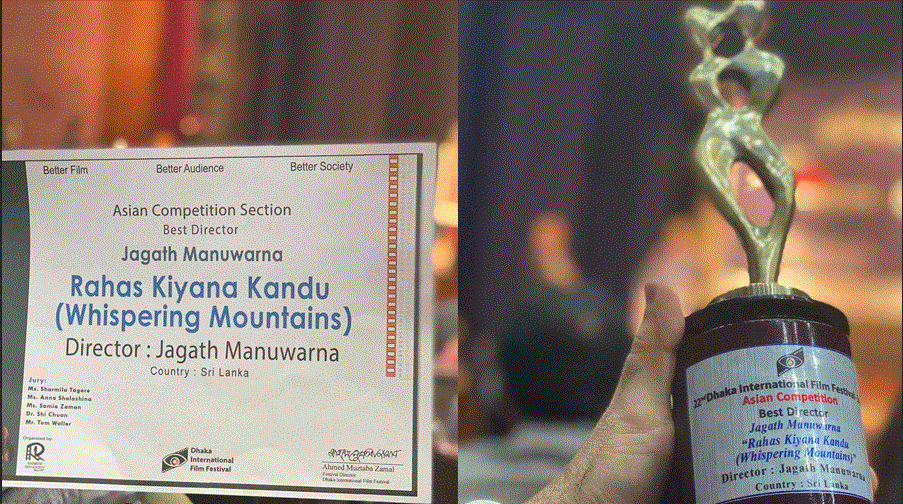 Better Film Better Audience Better Society
Asian Competition Section
Best Director
Jagath Manuwarna
Rahas Kiyana Kandu
(Whispering Mountains)
Director : Jagath Manuwarna
Country : Sri Lanka
Jury:
Ms. Sharmila Tagore
Ms. Anna Shalashina
Ms. Samia Zaman
Dr. Shi Chuan
Mr. Tom Waller
Organised by:
Dhaka
International
Film Festival
Ahmed Muztaba Zamal
Festival Director
Dhaka International Film Festival
22nd Dhaka International Film Festival
Asian Competition
Best Director
Jagath Manuwarna
"Rahas Kiyana Kandu
(Whispering Mountains)"
Director : Jagath Manuwarna
Country : Sri Lanka